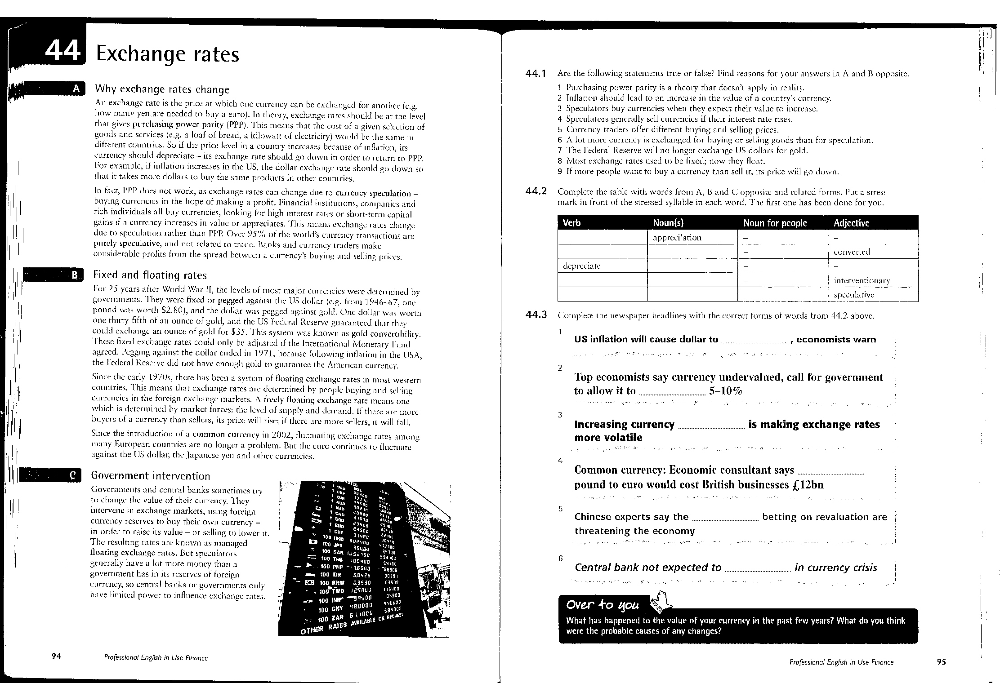 44 Exchange rates
A Why exchange rates change
An exchange rate is the price at which one currency can be exchanged for another (e.g.
how many yen are needed to buy a euro). In theory, exchange rates should be at the level
that gives purchasing power parity (PPP). This means that the cost of a given selection of
goods and services (e.g. a loaf of bread, a kilowatt of electricity) would be the same in
different countries. So if the price level in a country increases because of inflation, its
currency should depreciate – its exchange rate should go down in order to return to PPP.
For example, if inflation increases in the US, the dollar exchange rate should go down so
that it takes more dollars to buy the same products in other countries.
In fact, PPP does not work, as exchange rates can change due to currency speculation –
buying currencies in the hope of making a profit. Financial institutions, companies and
rich individuals all buy currencies, looking for high interest rates or short-term capital
gains if a currency increases in value or appreciates. This means exchange rates change
due to speculation rather than PPP. Over 95% of the world's currency transactions are
purely speculative, and not related to trade. Banks and currency traders make
considerable profits from the spread between a currency's buying and selling prices.
B Fixed and floating rates
For 25 years after World War II, the levels of most major currencies were determined by
governments. They were fixed or pegged against the US dollar (e.g. from 1946–67, one
pound was worth $2.80), and the dollar was pegged against gold. One dollar was worth
one thirty-fifth of an ounce of gold, and the US Federal Reserve guaranteed that they
could exchange an ounce of gold for $35. This system was known as gold convertibility.
These fixed exchange rates could only be adjusted if the International Monetary Fund
agreed. Pegging against the dollar ended in 1971, because following inflation in the USA,
the Federal Reserve did not have enough gold to guarantee the American currency.
Since the early 1970s, there has been a system of floating exchange rates in most western
countries. This means that exchange rates are determined by people buying and selling
currencies in the foreign exchange markets. A freely floating exchange rate means one
which is determined by market forces: the level of supply and demand. If there are more
buyers of a currency than sellers, its price will rise; if there are more sellers, it will fall.
Since the introduction of a common currency in 2002, fluctuating exchange rates among
many European countries are no longer a problem. But the euro continues to fluctuate
against the US dollar, the Japanese yen and other currencies.
C Government intervention
Governments and central banks sometimes try
to change the value of their currency. They
intervene in exchange markets, using foreign
currency reserves to buy their own currency –
in order to raise its value – or selling to lower it.
The resulting rates are known as managed
floating exchange rates. But speculators
generally have a lot more money than a
government has in its reserves of foreign
currency, so central banks or governments only
have limited power to influence exchange rates.
1 USD
1 GBP
1 EUR
1 AUD
1 NZD
1 CAD
1 SGD
1 BND
1 CHF
100 HKD
100 JPY
100 SAR
100 THB
100 PHP
100 IDR
100 KRW
100 TWD
100 INR
100 CNY
100 ZAR
OTHER RATES AVAILABLE ON REQUEST
94 Professional English in Use Finance
44.1 Are the following statements true or false? Find reasons for your answers in A and B opposite.
1 Purchasing power parity is a theory that doesn't apply in reality.
2 Inflation should lead to an increase in the value of a country's currency.
3 Speculators buy currencies when they expect their value to increase.
4 Speculators generally sell currencies if their interest rate rises.
5 Currency traders offer different buying and selling prices.
6 A lot more currency is exchanged for buying or selling goods than for speculation.
7 The Federal Reserve will no longer exchange US dollars for gold.
8 Most exchange rates used to be fixed; now they float.
9 If more people want to buy a currency than sell it, its price will go down.
44.2 Complete the table with words from A, B and C opposite and related forms. Put a stress
mark in front of the stressed syllable in each word. The first one has been done for you.
Verb Noun(s) Noun for people Adjective
appreci'ation – –
– converted
depreciate – –
– interventionary
speculative
44.3 Complete the newspaper headlines with the correct forms of words from 44.2 above.
1
US inflation will cause dollar to ............ , economists warn
2
Top economists say currency undervalued, call for government
to allow it to ............ 5–10%
3
Increasing currency ............ is making exchange rates
more volatile
4
Common currency: Economic consultant says ............
pound to euro would cost British businesses £12bn
5
Chinese experts say the ............ betting on revaluation are
threatening the economy
6
Central bank not expected to ............ in currency crisis
Over to you
What has happened to the value of your currency in the past few years? What do you think
were the probable causes of any changes?
Professional English in Use Finance 95